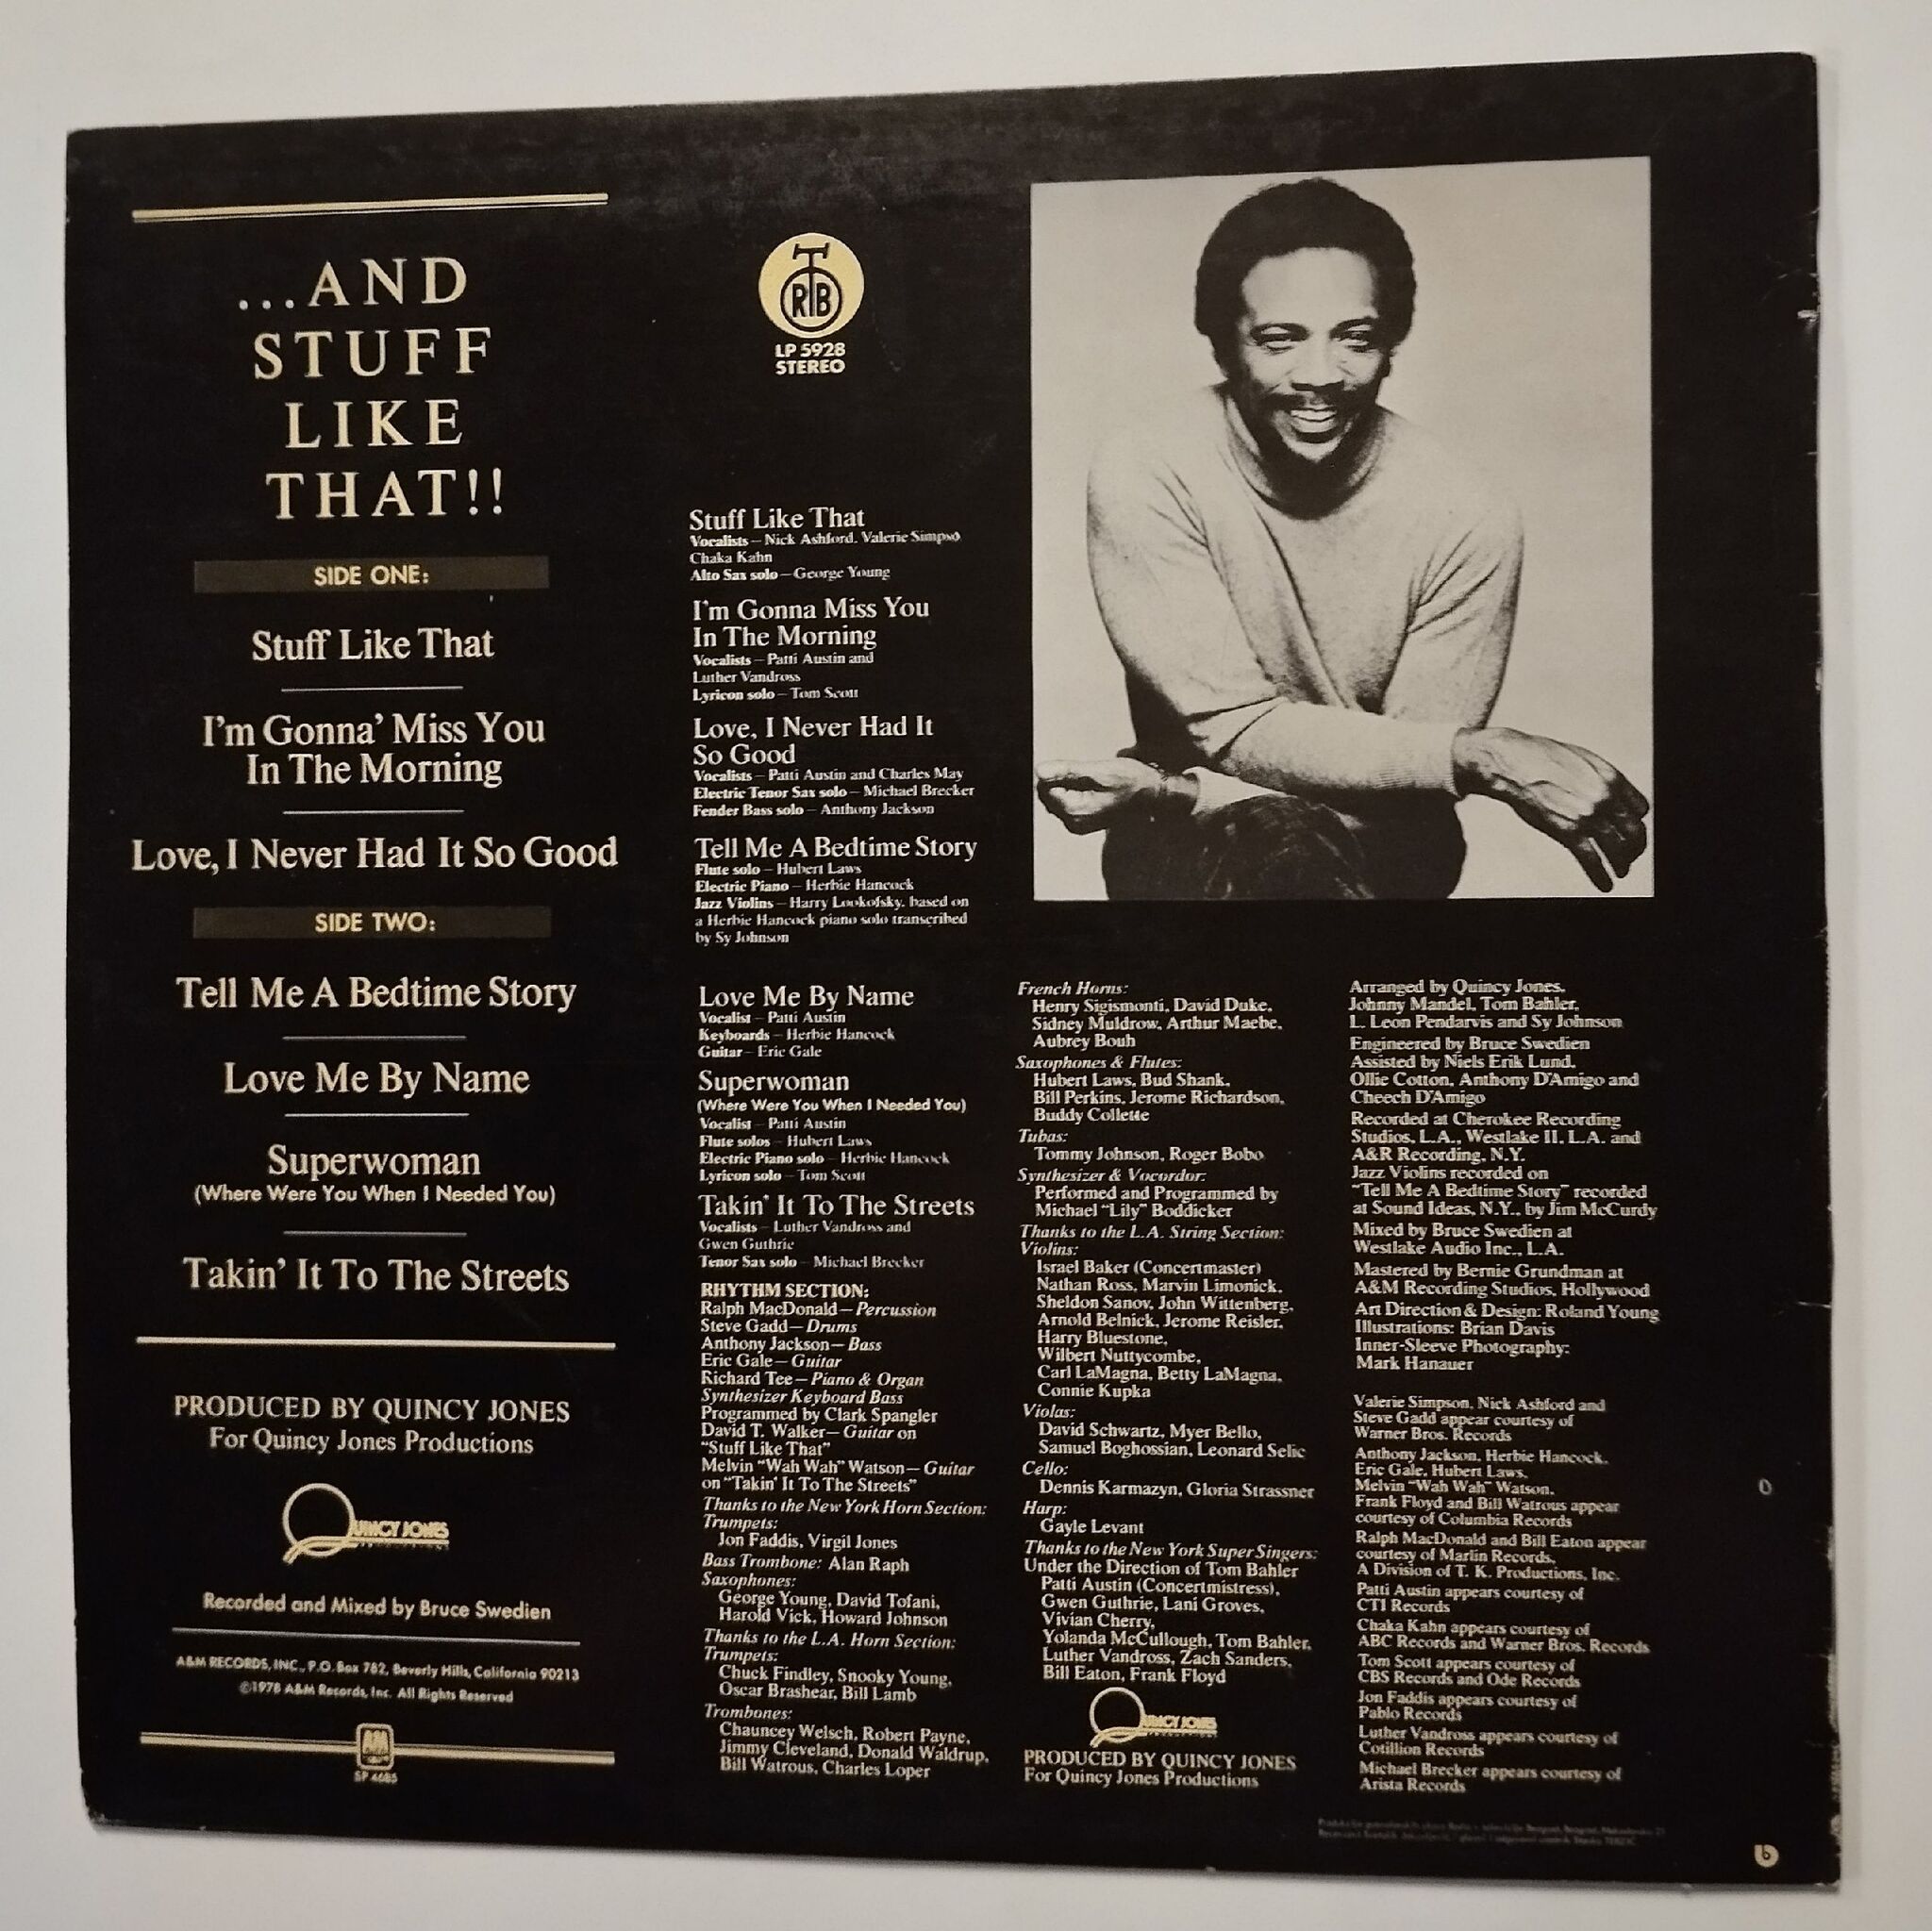 ...AND
STUFF
LIKE
THAT!!
SIDE ONE:
Stuff Like That
I'm Gonna' Miss You
In The Morning
Love, I Never Had It So Good
SIDE TWO:
Tell Me A Bedtime Story
Love Me By Name
Superwoman
(Where Were You When I Needed You)
Takin' It To The Streets
PRODUCED BY QUINCY JONES
For Quincy Jones Productions
QUINCY JONES
Recorded and Mixed by Bruce Swedien
A&M RECORDS, INC., P.O. Box 782, Beverly Hills, California 90213
©1978 A&M Records, Inc. All Rights Reserved
A&M
SP 4685
RTB
LP 5928
STEREO
Stuff Like That
Vocalists – Nick Ashford, Valerie Simpso
Chaka Kahn
Alto Sax solo – George Young
I'm Gonna Miss You
In The Morning
Vocalists – Patti Austin and
Luther Vandross
Lyricon solo – Tom Scott
Love, I Never Had It
So Good
Vocalists – Patti Austin and Charles May
Electric Tenor Sax solo – Michael Brecker
Fender Bass solo – Anthony Jackson
Tell Me A Bedtime Story
Flute solo – Hubert Laws
Electric Piano – Herbie Hancock
Jazz Violins – Harry Lookofsky, based on
a Herbie Hancock piano solo transcribed
by Sy Johnson
Love Me By Name
Vocalist – Patti Austin
Keyboards – Herbie Hancock
Guitar – Eric Gale
Superwoman
(Where Were You When I Needed You)
Vocalist – Patti Austin
Flute solos – Hubert Laws
Electric Piano solo – Herbie Hancock
Lyricon solo – Tom Scott
Takin' It To The Streets
Vocalists – Luther Vandross and
Gwen Guthrie
Tenor Sax solo – Michael Brecker
RHYTHM SECTION:
Ralph MacDonald — Percussion
Steve Gadd — Drums
Anthony Jackson — Bass
Eric Gale — Guitar
Richard Tee — Piano & Organ
Synthesizer Keyboard Bass
Programmed by Clark Spangler
David T. Walker — Guitar on
"Stuff Like That"
Melvin "Wah Wah" Watson — Guitar
on "Takin' It To The Streets"
Thanks to the New York Horn Section:
Trumpets:
Jon Faddis, Virgil Jones
Bass Trombone: Alan Raph
Saxophones:
George Young, David Tofani,
Harold Vick, Howard Johnson
Thanks to the L.A. Horn Section:
Trumpets:
Chuck Findley, Snooky Young,
Oscar Brashear, Bill Lamb
Trombones:
Chauncey Welsch, Robert Payne,
Jimmy Cleveland, Donald Waldrup,
Bill Watrous, Charles Loper
French Horns:
Henry Sigismonti, David Duke,
Sidney Muldrow, Arthur Maebe,
Aubrey Bouh
Saxophones & Flutes:
Hubert Laws, Bud Shank,
Bill Perkins, Jerome Richardson,
Buddy Collette
Tubas:
Tommy Johnson, Roger Bobo
Synthesizer & Vocordor:
Performed and Programmed by
Michael "Lily" Boddicker
Thanks to the L.A. String Section:
Violins:
Israel Baker (Concertmaster)
Nathan Ross, Marvin Limonick,
Sheldon Sanov, John Wittenberg,
Arnold Belnick, Jerome Reisler,
Harry Bluestone,
Wilbert Nuttycombe,
Carl LaMagna, Betty LaMagna,
Connie Kupka
Violas:
David Schwartz, Myer Bello,
Samuel Boghossian, Leonard Selic
Cello:
Dennis Karmazyn, Gloria Strassner
Harp:
Gayle Levant
Thanks to the New York Super Singers:
Under the Direction of Tom Bahler
Patti Austin (Concertmistress),
Gwen Guthrie, Lani Groves,
Vivian Cherry,
Yolanda McCullough, Tom Bahler,
Luther Vandross, Zach Sanders,
Bill Eaton, Frank Floyd
QUINCY JONES
PRODUCED BY QUINCY JONES
For Quincy Jones Productions
Arranged by Quincy Jones,
Johnny Mandel, Tom Bahler,
L. Leon Pendarvis and Sy Johnson
Engineered by Bruce Swedien
Assisted by Niels Erik Lund,
Ollie Cotton, Anthony D'Amigo and
Cheech D'Amigo
Recorded at Cherokee Recording
Studios, L.A., Westlake II, L.A. and
A&R Recording, N.Y.
Jazz Violins recorded on
"Tell Me A Bedtime Story" recorded
at Sound Ideas, N.Y., by Jim McCurdy
Mixed by Bruce Swedien at
Westlake Audio Inc., L.A.
Mastered by Bernie Grundman at
A&M Recording Studios, Hollywood
Art Direction & Design: Roland Young
Illustrations: Brian Davis
Inner-Sleeve Photography:
Mark Hanauer
Valerie Simpson, Nick Ashford and
Steve Gadd appear courtesy of
Warner Bros. Records
Anthony Jackson, Herbie Hancock,
Eric Gale, Hubert Laws,
Melvin "Wah Wah" Watson,
Frank Floyd and Bill Watrous appear
courtesy of Columbia Records
Ralph MacDonald and Bill Eaton appear
courtesy of Marlin Records,
A Division of T. K. Productions, Inc.
Patti Austin appears courtesy of
CTI Records
Chaka Kahn appears courtesy of
ABC Records and Warner Bros. Records
Tom Scott appears courtesy of
CBS Records and Ode Records
Jon Faddis appears courtesy of
Pablo Records
Luther Vandross appears courtesy of
Cotillion Records
Michael Brecker appears courtesy of
Arista Records
b